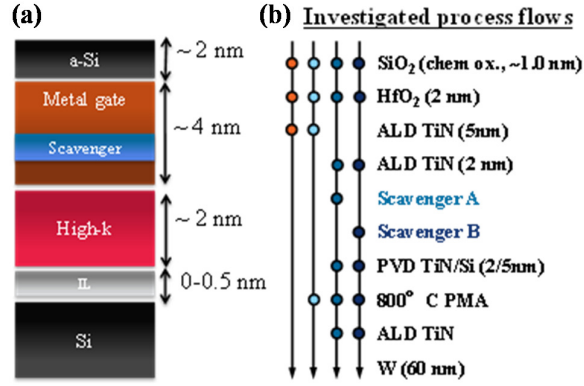 (a)
a-Si
~ 2 nm
Metal gate
Scavenger
~ 4 nm
High-k
~ 2 nm
IL
0-0.5 nm
Si
(b) Investigated process flows
SiO₂ (chem ox., ~1.0 nm)
HfO₂ (2 nm)
ALD TiN (5nm)
ALD TiN (2 nm)
Scavenger A
Scavenger B
PVD TiN/Si (2/5nm)
800° C PMA
ALD TiN
W (60 nm)